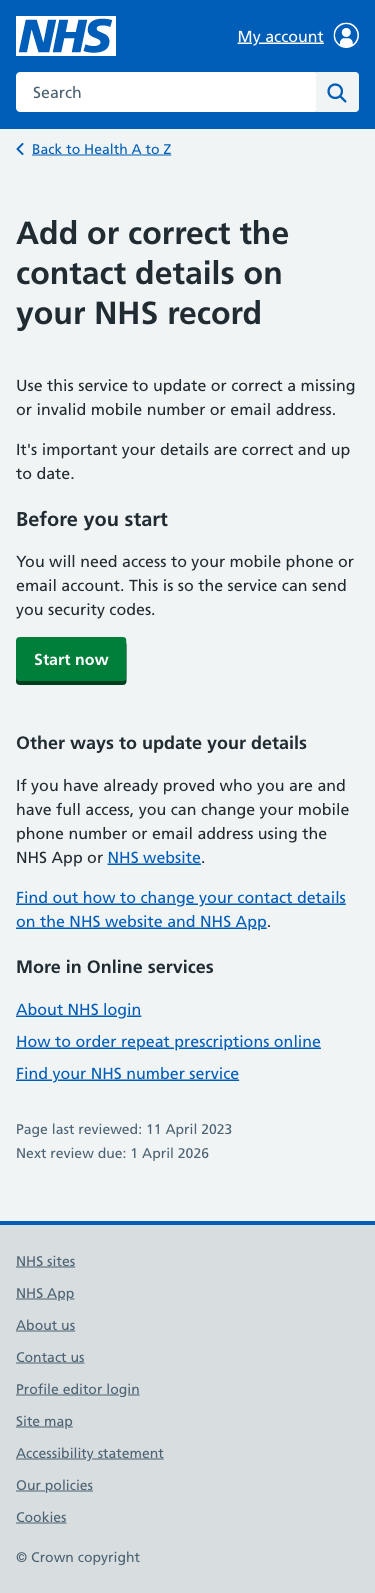 NHS
My account
Search
Back to Health A to Z
Add or correct the
contact details on
your NHS record
Use this service to update or correct a missing
or invalid mobile number or email address.
It's important your details are correct and up
to date.
Before you start
You will need access to your mobile phone or
email account. This is so the service can send
you security codes.
Start now
Other ways to update your details
If you have already proved who you are and
have full access, you can change your mobile
phone number or email address using the
NHS App or NHS website.
Find out how to change your contact details
on the NHS website and NHS App.
More in Online services
About NHS login
How to order repeat prescriptions online
Find your NHS number service
Page last reviewed: 11 April 2023
Next review due: 1 April 2026
NHS sites
NHS App
About us
Contact us
Profile editor login
Site map
Accessibility statement
Our policies
Cookies
© Crown copyright